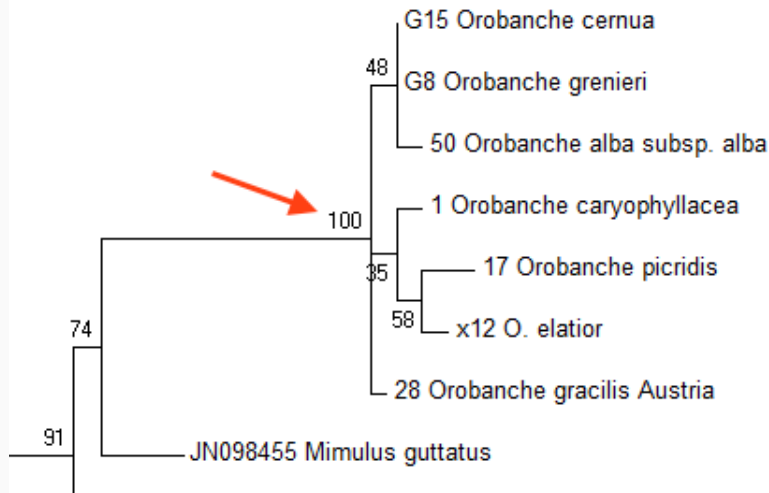 G15 Orobanche cernua
48
G8 Orobanche grenieri
50 Orobanche alba subsp. alba
1 Orobanche caryophyllacea
100
35
17 Orobanche picridis
58
x12 O. elatior
74
28 Orobanche gracilis Austria
91
JN098455 Mimulus guttatus